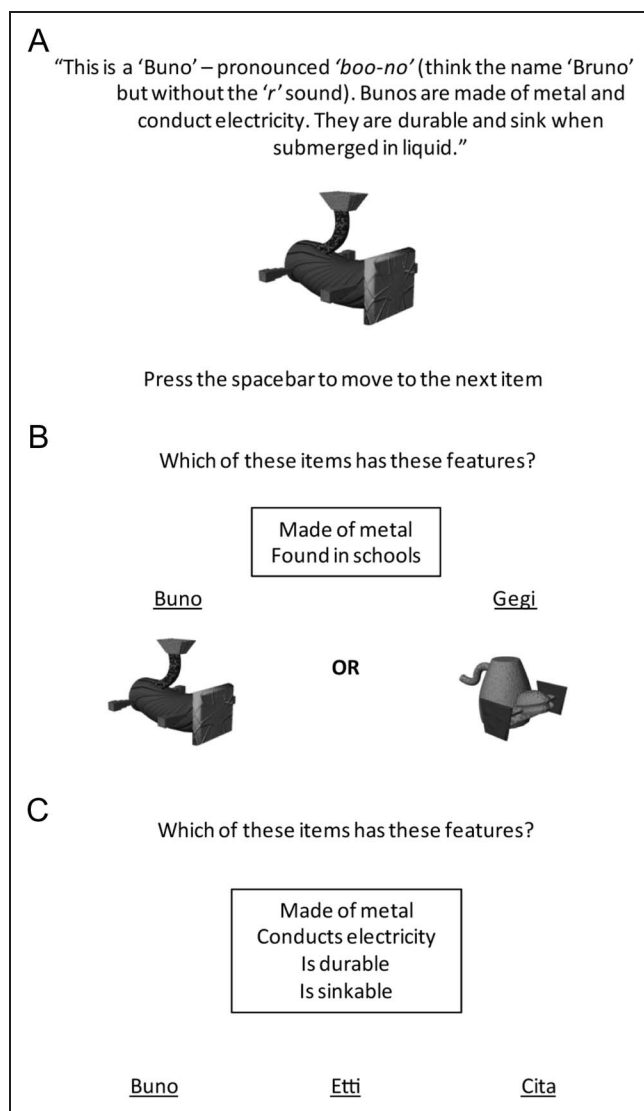 A
“This is a ‘Buno’ – pronounced ‘boo-no’ (think the name ‘Bruno’
but without the ‘r’ sound). Bunos are made of metal and
conduct electricity. They are durable and sink when
submerged in liquid.”
Press the spacebar to move to the next item
B
Which of these items has these features?
Made of metal
Found in schools
Buno Gegi
OR
C
Which of these items has these features?
Made of metal
Conducts electricity
Is durable
Is sinkable
Buno Etti Cita